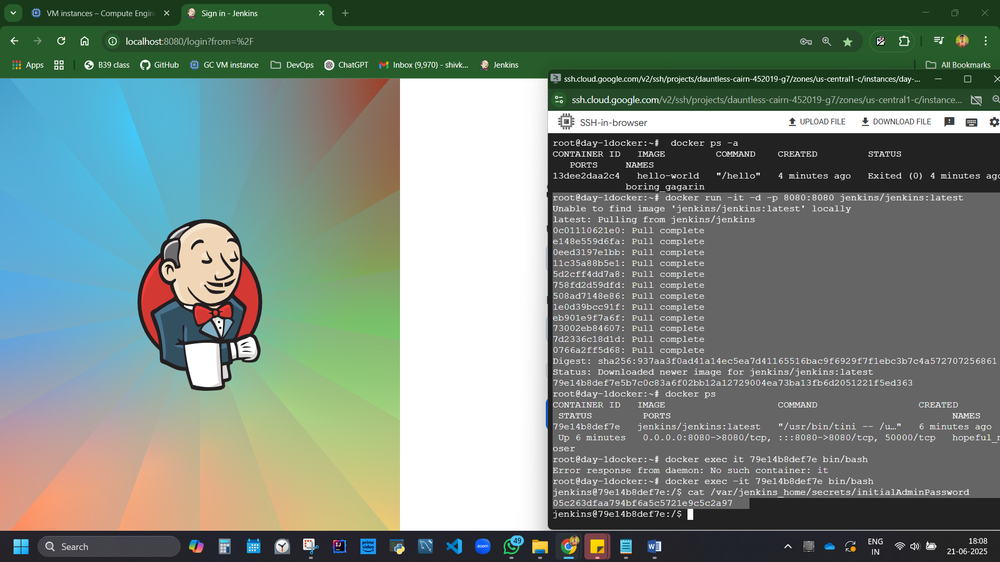 VM instances – Compute Engin
Sign in - Jenkins
localhost:8080/login?from=%2F
Apps
B39 class
GitHub
GC VM instance
DevOps
ChatGPT
Inbox (9,970) - shivk...
Jenkins
All Bookmarks
ssh.cloud.google.com/v2/ssh/projects/dauntless-cairn-452019-g7/zones/us-central1-c/instances/day-...
ssh.cloud.google.com/v2/ssh/projects/dauntless-cairn-452019-g7/zones/us-central1-c/instance...
SSH-in-browser
UPLOAD FILE
DOWNLOAD FILE
root@day-1docker:~#  docker ps -a
CONTAINER ID   IMAGE         COMMAND    CREATED         STATUS
PORTS     NAMES
13dee2daa2c4   hello-world   "/hello"   4 minutes ago   Exited (0) 4 minutes ago
boring_gagarin
root@day-1docker:~# docker run -it -d -p 8080:8080 jenkins/jenkins:latest
Unable to find image 'jenkins/jenkins:latest' locally
latest: Pulling from jenkins/jenkins
0c01110621e0: Pull complete
e148e559d6fa: Pull complete
0eed3197e1bb: Pull complete
11c35a88b5e1: Pull complete
5d2cff4dd7a8: Pull complete
758fd2d59dfd: Pull complete
508ad7148e86: Pull complete
1e0d39bcc91f: Pull complete
eb901e9f7a6f: Pull complete
73002eb84607: Pull complete
7d2336c18d1d: Pull complete
0766a2ff5d68: Pull complete
Digest: sha256:937aa3f0ad41a14ec5ea7d41165516bac9f6929f7f1ebc3b7c4a572707256861
Status: Downloaded newer image for jenkins/jenkins:latest
79e14b8def7e5b7c0c83a6f02bb12a12729004ea73ba13fb6d2051221f5ed363
root@day-1docker:~# docker ps
CONTAINER ID   IMAGE                    COMMAND                  CREATED
STATUS         PORTS                                                  NAMES
79e14b8def7e   jenkins/jenkins:latest   "/usr/bin/tini -- /u…"   6 minutes ago
Up 6 minutes   0.0.0.0:8080->8080/tcp, :::8080->8080/tcp, 50000/tcp   hopeful_m
oser
root@day-1docker:~# docker exec it 79e14b8def7e bin/bash
Error response from daemon: No such container: it
root@day-1docker:~# docker exec -it 79e14b8def7e bin/bash
jenkins@79e14b8def7e:/$ cat /var/jenkins_home/secrets/initialAdminPassword
05c263dfaa794bf6a5c5721e9c5c2a97
jenkins@79e14b8def7e:/$
Search
IJ
prime video
zoom
49
ENG
IN
18:08
21-06-2025